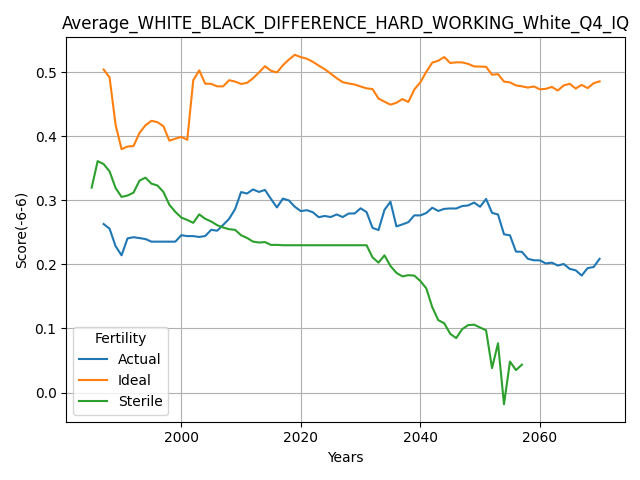 Average_WHITE_BLACK_DIFFERENCE_HARD_WORKING_White_Q4_IQ
Score(-6-6)
0.5
0.4
0.3
0.2
0.1
0.0
Fertility
Actual
Ideal
Sterile
2000 2020 2040 2060
Years